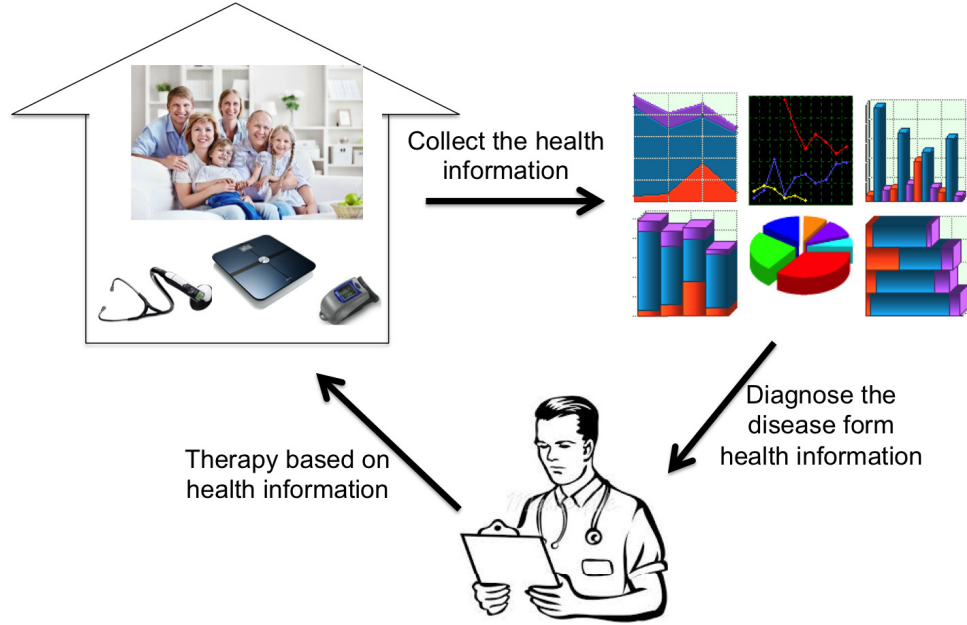 Collect the health
information
Diagnose the
disease form
health information
Therapy based on
health information